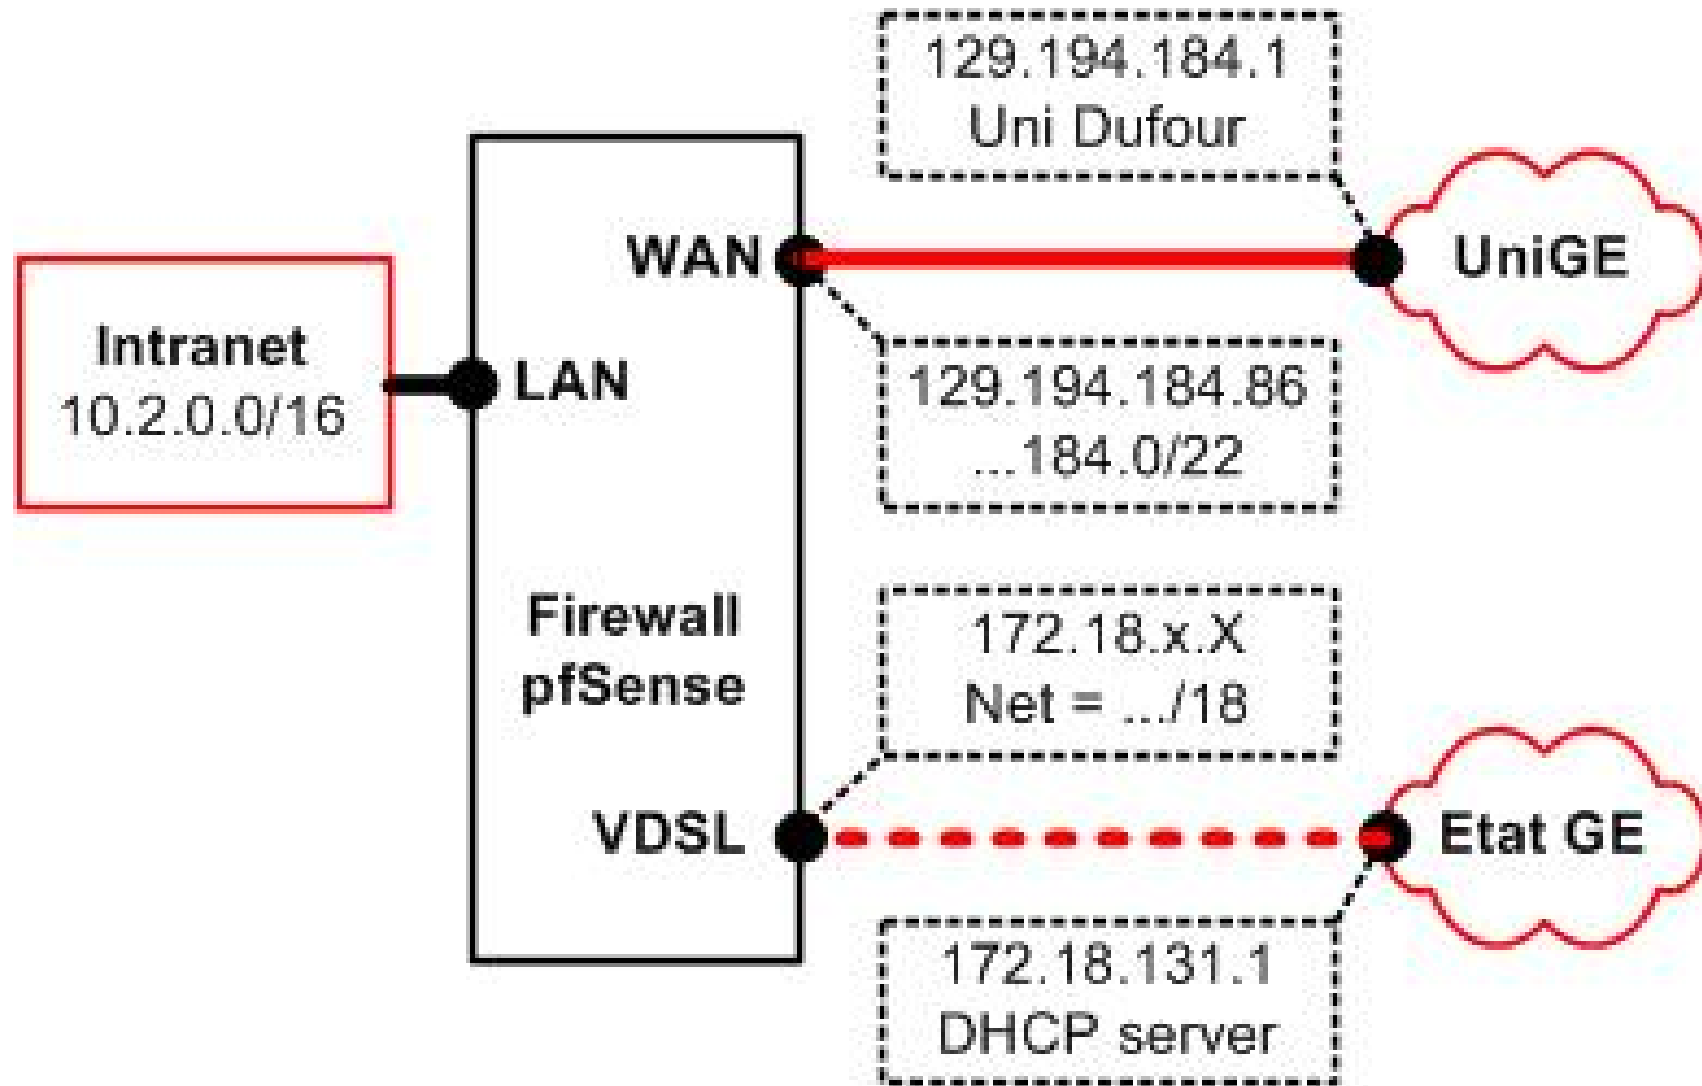 129.194.184.1
Uni Dufour
WAN
UniGE
Intranet
10.2.0.0/16
LAN
129.194.184.86
...184.0/22
Firewall
pfSense
172.18.x.X
Net = .../18
VDSL
Etat GE
172.18.131.1
DHCP server